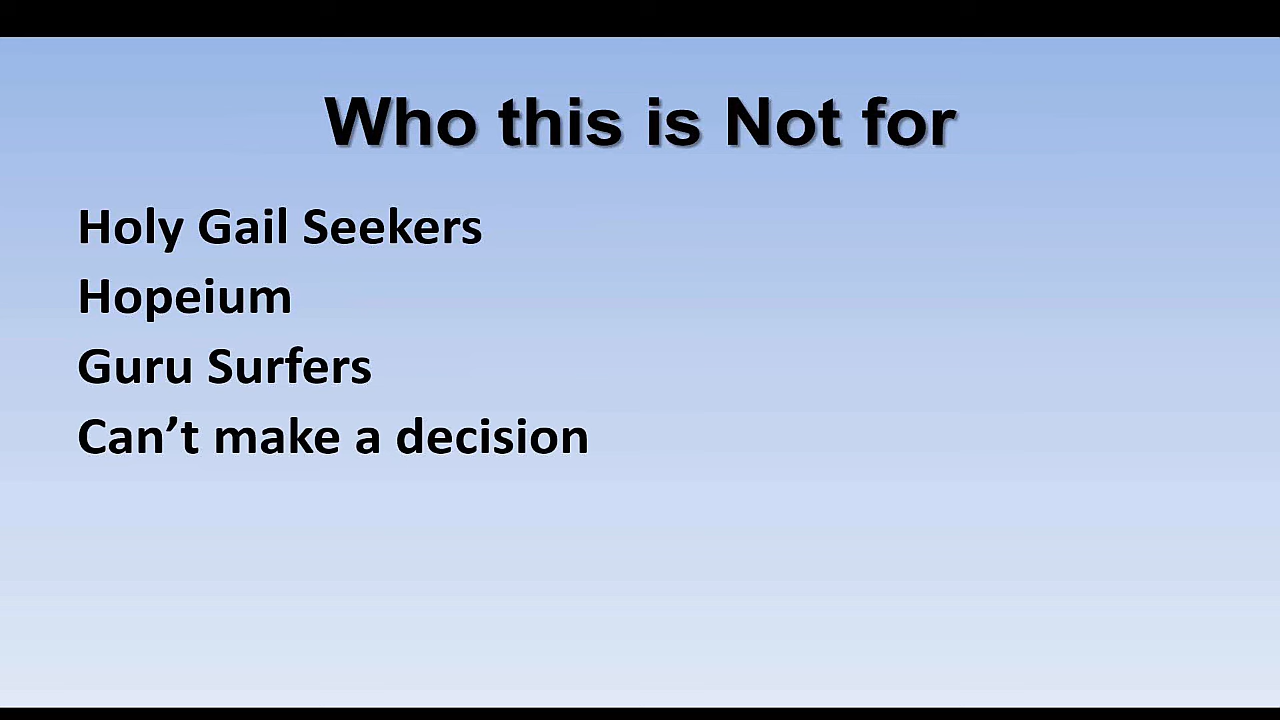 Who this is Not for
Holy Gail Seekers
Hopeium
Guru Surfers
Can’t make a decision